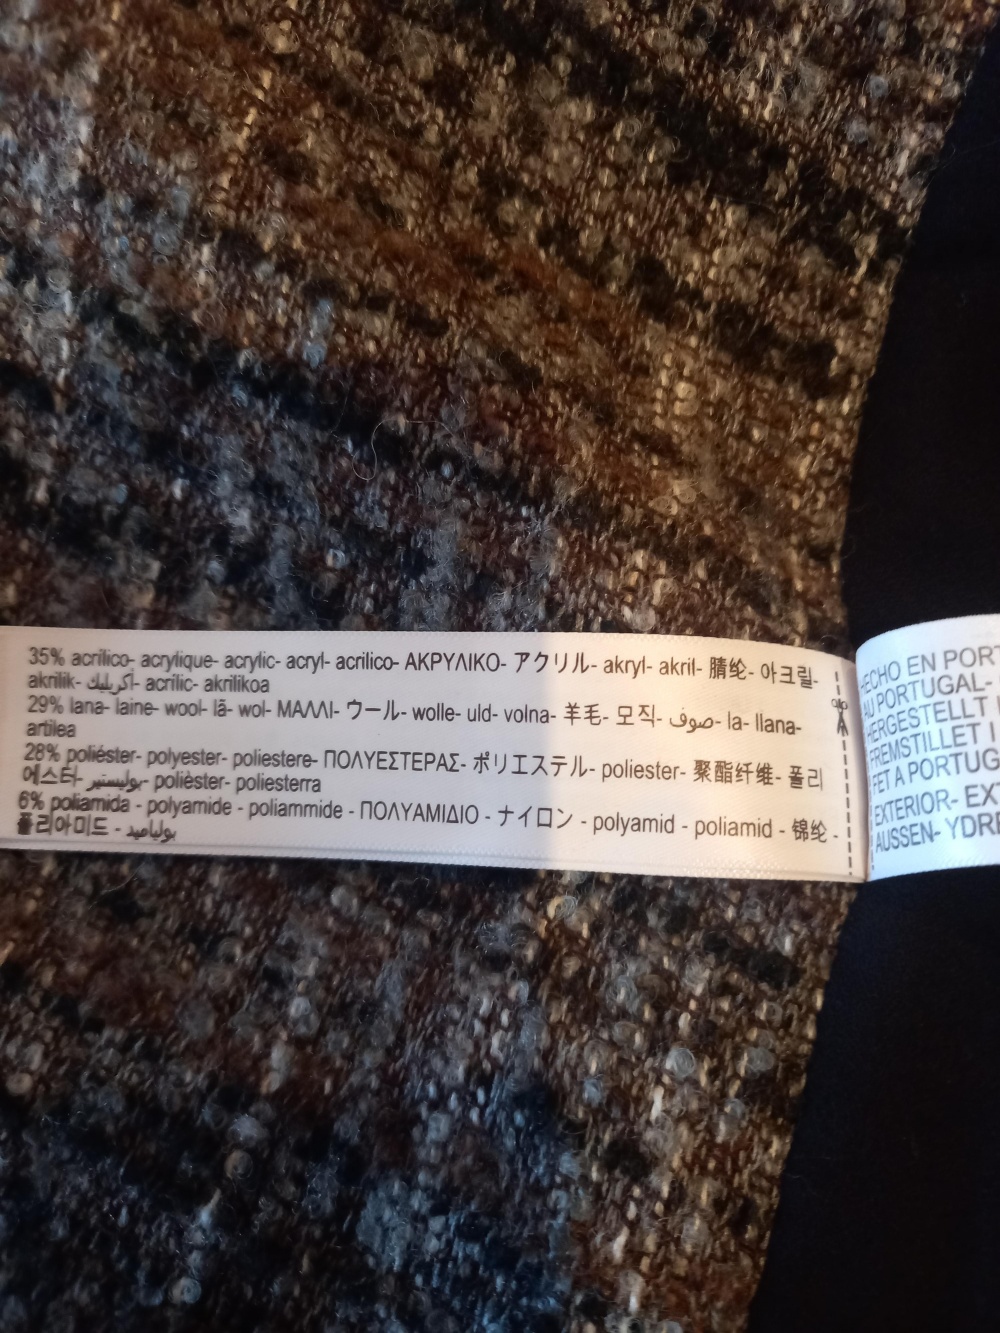 35% acrílico- acrylique- acrylic- acryl- acrilico- ΑΚΡΥΛΙΚΟ- アクリル- akryl- akril- 腈纶- 아크릴-
akrilik- أكريليك- acrílic- akrilikoa
29% lana- laine- wool- lã- wol- ΜΑΛΛΙ- ウール- wolle- uld- volna- 羊毛- 모직- صوف- la- llana-
artilea
28% poliéster- polyester- poliestere- ΠΟΛΥΕΣΤΕΡΑΣ- ポリエステル- poliester- 聚酯纤维- 폴리
에스터- بوليستير- polièster- poliesterra
6% poliamida - polyamide - poliammide - ΠΟΛΥΑΜΙΔΙΟ - ナイロン - polyamid - poliamid - 锦纶 -
폴리아미드 - بولياميد
HECHO EN PORT
AU PORTUGAL-
HERGESTELLT I
FREMSTILLET I
FET A PORTUG
EXTERIOR- EX
AUSSEN- YDRE